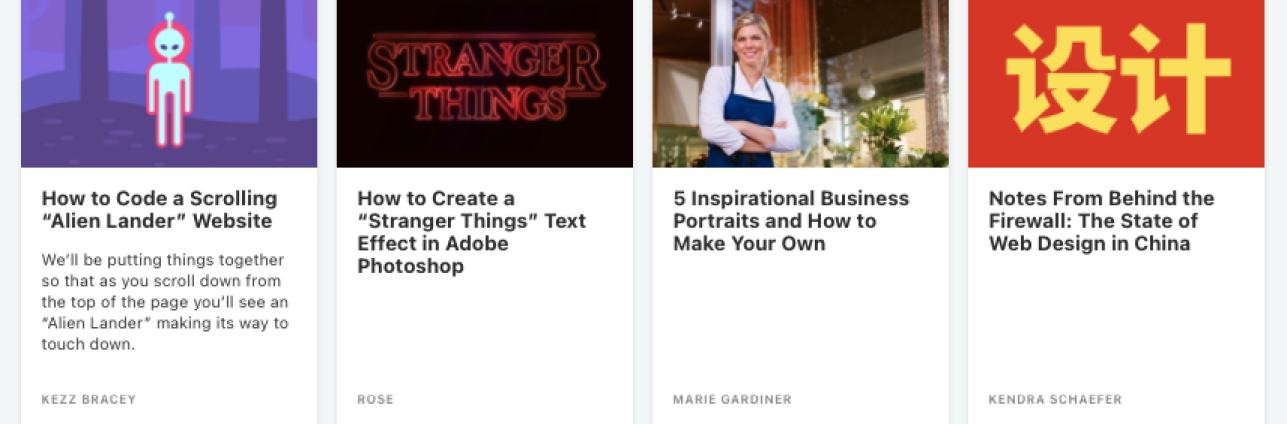 STRANGER
THINGS
设计
How to Code a Scrolling
“Alien Lander” Website
We’ll be putting things together
so that as you scroll down from
the top of the page you’ll see an
“Alien Lander” making its way to
touch down.
KEZZ BRACEY
How to Create a
“Stranger Things” Text
Effect in Adobe
Photoshop
ROSE
5 Inspirational Business
Portraits and How to
Make Your Own
MARIE GARDINER
Notes From Behind the
Firewall: The State of
Web Design in China
KENDRA SCHAEFER